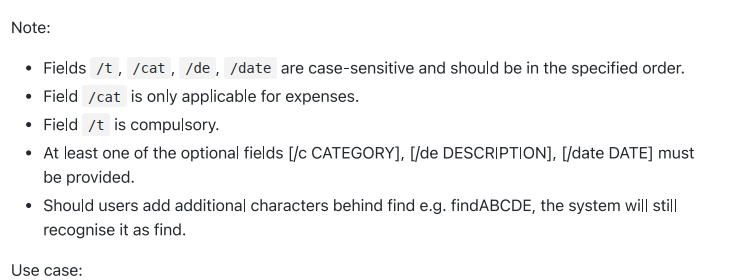 Note:
• Fields /t, /cat, /de, /date are case-sensitive and should be in the specified order.
• Field /cat is only applicable for expenses.
• Field /t is compulsory.
• At least one of the optional fields [/c CATEGORY], [/de DESCRIPTION], [/date DATE] must
be provided.
• Should users add additional characters behind find e.g. findABCDE, the system will still
recognise it as find.
Use case: